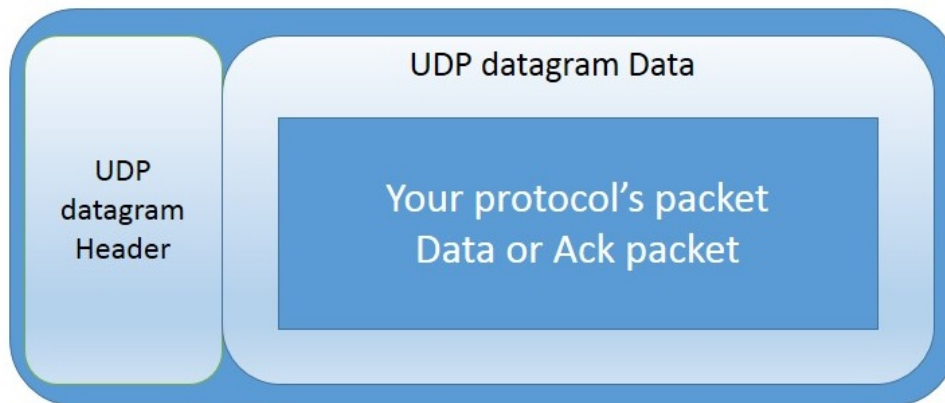 UDP datagram Data
UDP
datagram
Header
Your protocol’s packet
Data or Ack packet